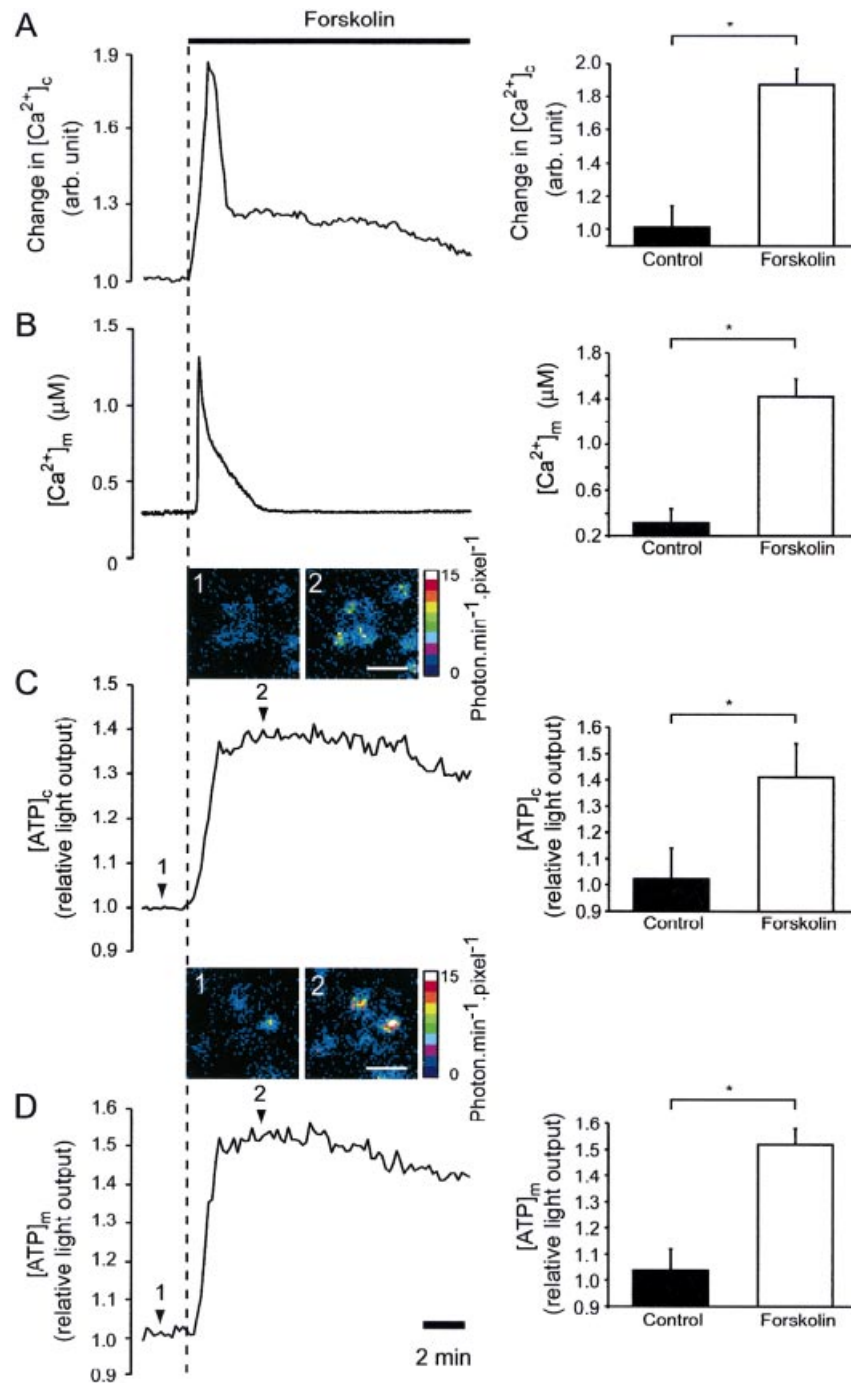 A
Forskolin
Change in [Ca²⁺]c
(arb. unit)
1.9
1.6
1.3
1.0
*
Change in [Ca²⁺]c
(arb. unit)
2.0
1.8
1.6
1.4
1.2
1.0
Control Forskolin
B
[Ca²⁺]m (µM)
1.5
1.0
0.5
0
*
[Ca²⁺]m (µM)
1.8
1.4
1.0
0.6
0.2
Control Forskolin
1 2
15
0
Photon.min⁻¹.pixel⁻¹
C
[ATP]c
(relative light output)
1.5
1.4
1.3
1.2
1.1
1.0
0.9
1
2
*
[ATP]c
(relative light output)
1.6
1.5
1.4
1.3
1.2
1.1
1.0
0.9
Control Forskolin
1 2
15
0
Photon.min⁻¹.pixel⁻¹
D
[ATP]m
(relative light output)
1.6
1.5
1.4
1.3
1.2
1.1
1.0
0.9
1
2
2 min
*
[ATP]m
(relative light output)
1.6
1.5
1.4
1.3
1.2
1.1
1.0
0.9
Control Forskolin